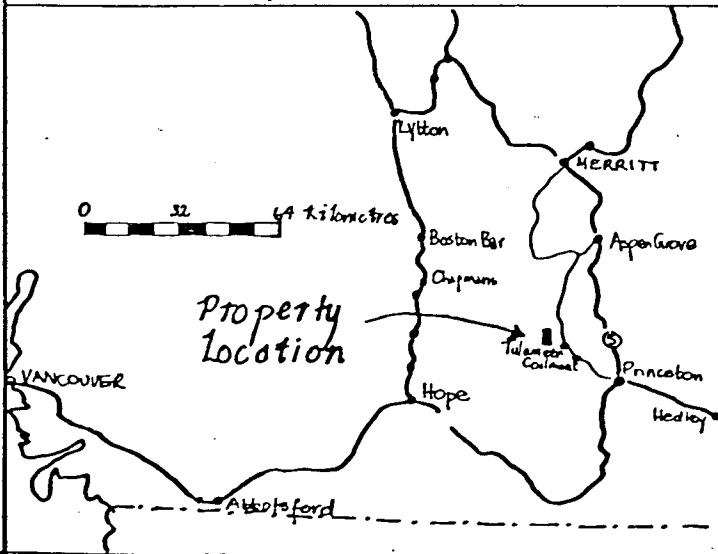 Lytton
MERRITT
0 32 64 Kilometres
Boston Bar
Aspen Grove
Chapmans
Property
Location
5
Tulameen
Coalmont
VANCOUVER
Princeton
Hope
Hedley
Abbotsford